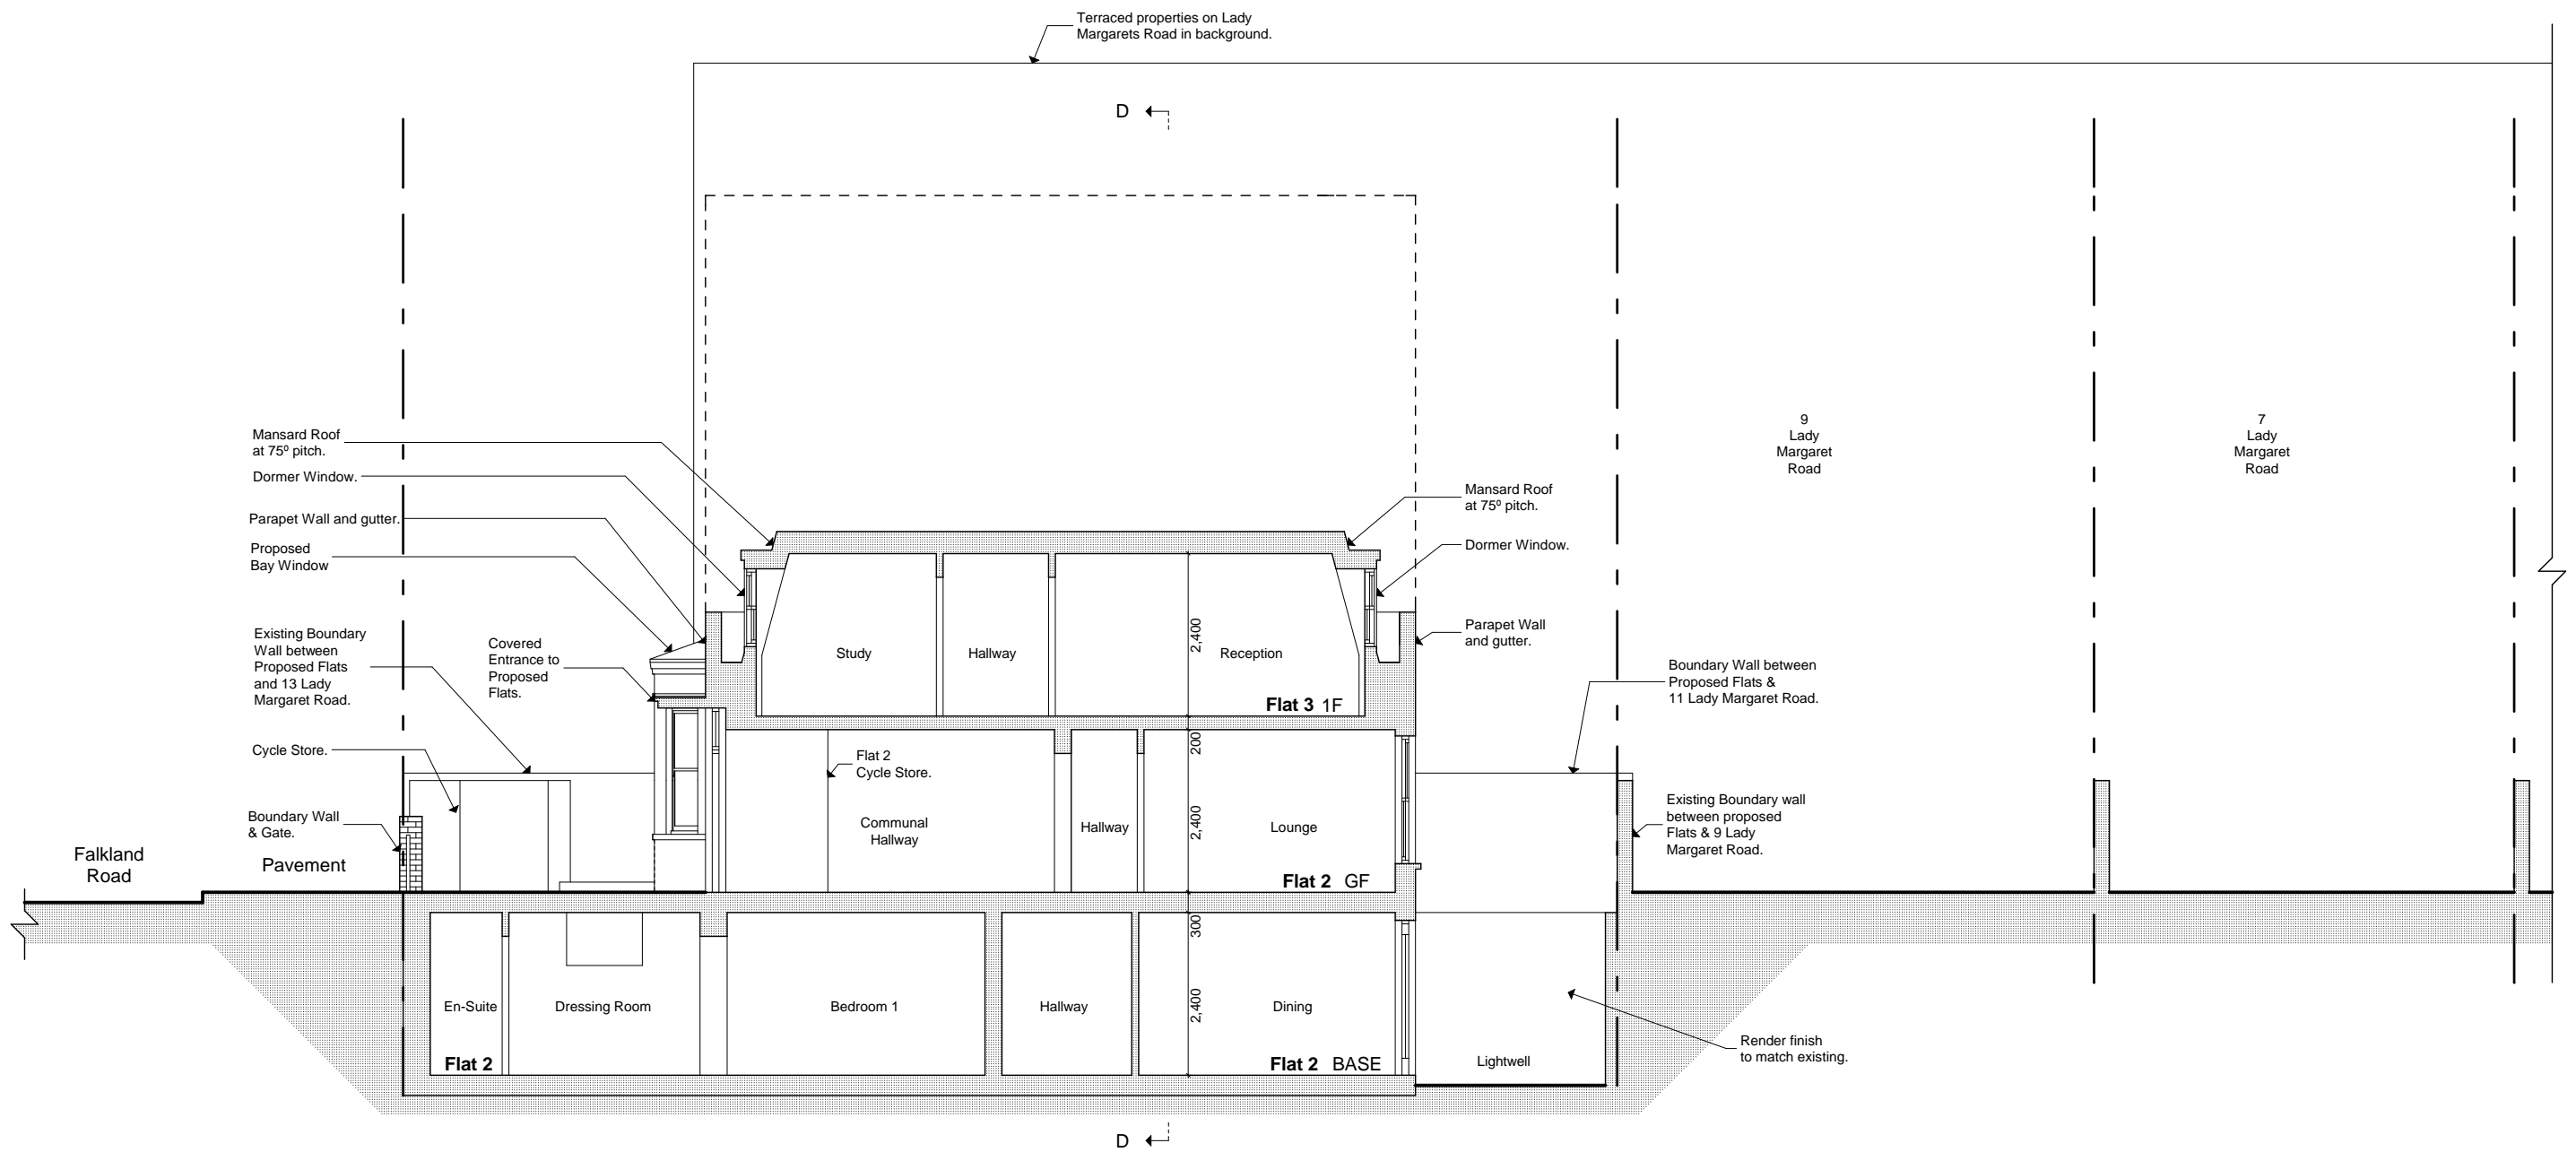 Terraced properties on Lady
Margarets Road in background.
D
9
Lady
Margaret
Road
7
Lady
Margaret
Road
Mansard Roof
at 75º pitch.
Dormer Window.
Parapet Wall and gutter.
Proposed
Bay Window
Existing Boundary
Wall between
Proposed Flats
and 13 Lady
Margaret Road.
Covered
Entrance to
Proposed
Flats.
Cycle Store.
Boundary Wall
& Gate.
Falkland
Road
Pavement
Mansard Roof
at 75º pitch.
Dormer Window.
Parapet Wall
and gutter.
Boundary Wall between
Proposed Flats &
11 Lady Margaret Road.
Existing Boundary wall
between proposed
Flats & 9 Lady
Margaret Road.
Study
Hallway
2,400
Reception
Flat 3 1F
200
Flat 2
Cycle Store.
Communal
Hallway
Hallway
2,400
Lounge
Flat 2 GF
300
En-Suite
Dressing Room
Bedroom 1
Hallway
2,400
Dining
Flat 2
Flat 2 BASE
Lightwell
Render finish
to match existing.
D